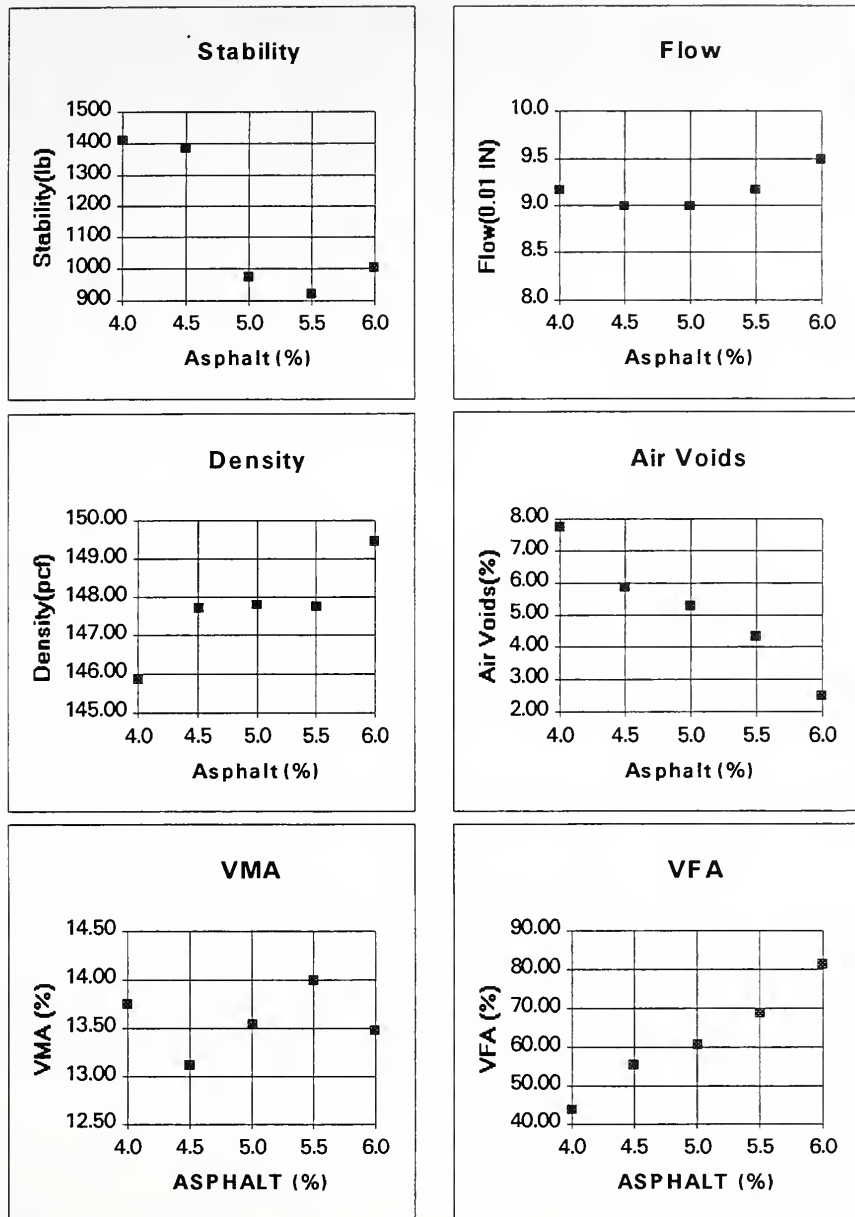 Stability
Stability(lb)
1500
1400
1300
1200
1100
1000
900
4.0 4.5 5.0 5.5 6.0
Asphalt (%)
Flow
Flow(0.01 IN)
10.0
9.5
9.0
8.5
8.0
4.0 4.5 5.0 5.5 6.0
Asphalt (%)
Density
Density(pcf)
150.00
149.00
148.00
147.00
146.00
145.00
4.0 4.5 5.0 5.5 6.0
Asphalt (%)
Air Voids
Air Voids(%)
8.00
7.00
6.00
5.00
4.00
3.00
2.00
4.0 4.5 5.0 5.5 6.0
Asphalt (%)
VMA
VMA (%)
14.50
14.00
13.50
13.00
12.50
4.0 4.5 5.0 5.5 6.0
ASPHALT (%)
VFA
VFA (%)
90.00
80.00
70.00
60.00
50.00
40.00
4.0 4.5 5.0 5.5 6.0
ASPHALT (%)